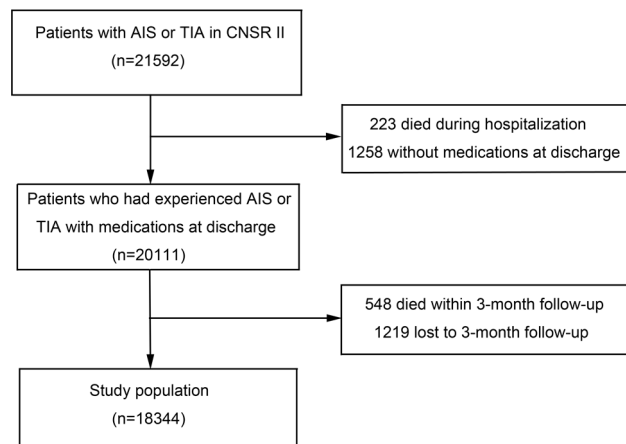 Patients with AIS or TIA in CNSR II
(n=21592)
223 died during hospitalization
1258 without medications at discharge
Patients who had experienced AIS or
TIA with medications at discharge
(n=20111)
548 died within 3-month follow-up
1219 lost to 3-month follow-up
Study population
(n=18344)